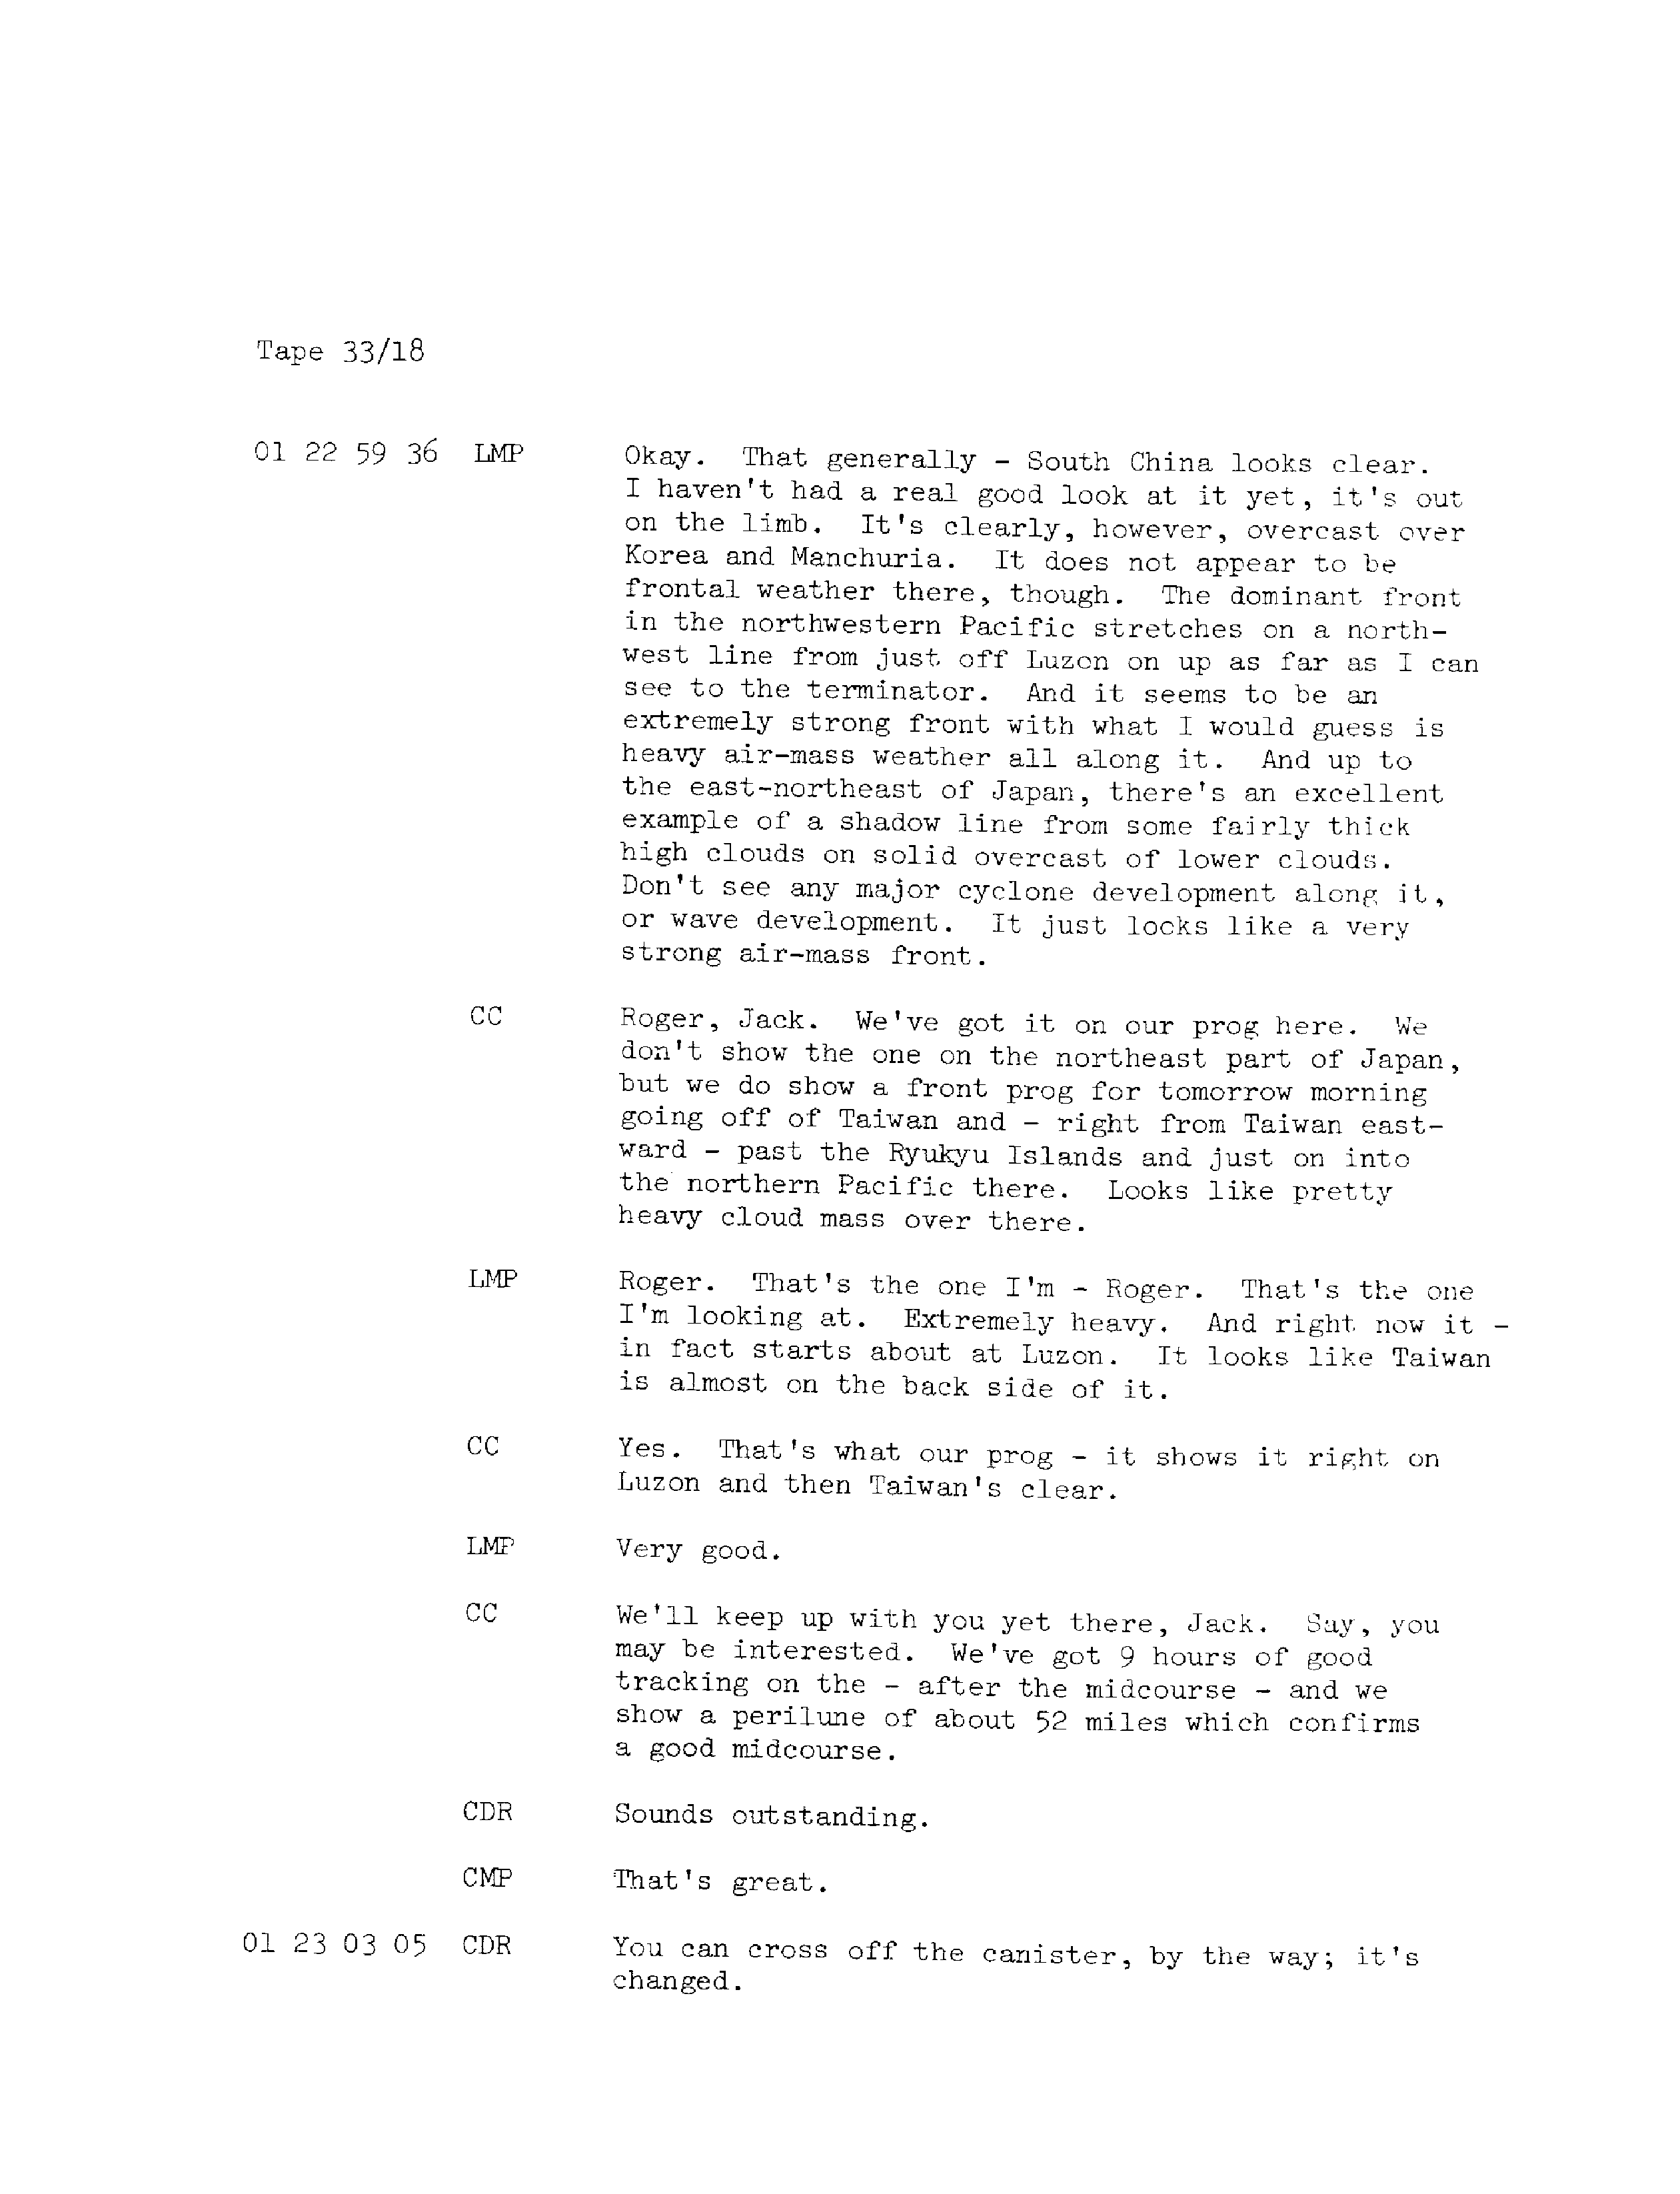 Tape 33/18
01 22 59 36 LMP Okay. That generally - South China looks clear.
I haven't had a real good look at it yet, it's out
on the limb. It's clearly, however, overcast over
Korea and Manchuria. It does not appear to be
frontal weather there, though. The dominant front
in the northwestern Pacific stretches on a north-
west line from just off Luzon on up as far as I can
see to the terminator. And it seems to be an
extremely strong front with what I would guess is
heavy air-mass weather all along it. And up to
the east-northeast of Japan, there's an excellent
example of a shadow line from some fairly thick
high clouds on solid overcast of lower clouds.
Don't see any major cyclone development along it,
or wave development. It just looks like a very
strong air-mass front.
CC Roger, Jack. We've got it on our prog here. We
don't show the one on the northeast part of Japan,
but we do show a front prog for tomorrow morning
going off of Taiwan and - right from Taiwan east-
ward - past the Ryukyu Islands and just on into
the northern Pacific there. Looks like pretty
heavy cloud mass over there.
LMP Roger. That's the one I'm - Roger. That's the one
I'm looking at. Extremely heavy. And right now it -
in fact starts about at Luzon. It looks like Taiwan
is almost on the back side of it.
CC Yes. That's what our prog - it shows it right on
Luzon and then Taiwan's clear.
LMP Very good.
CC We'll keep up with you yet there, Jack. Say, you
may be interested. We've got 9 hours of good
tracking on the - after the midcourse - and we
show a perilune of about 52 miles which confirms
a good midcourse.
CDR Sounds outstanding.
CMP That's great.
01 23 03 05 CDR You can cross off the canister, by the way; it's
changed.